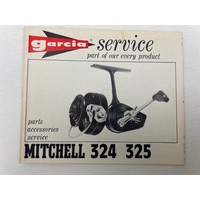 garcia service
part of our every product
parts
accessories
service
MITCHELL 324 325